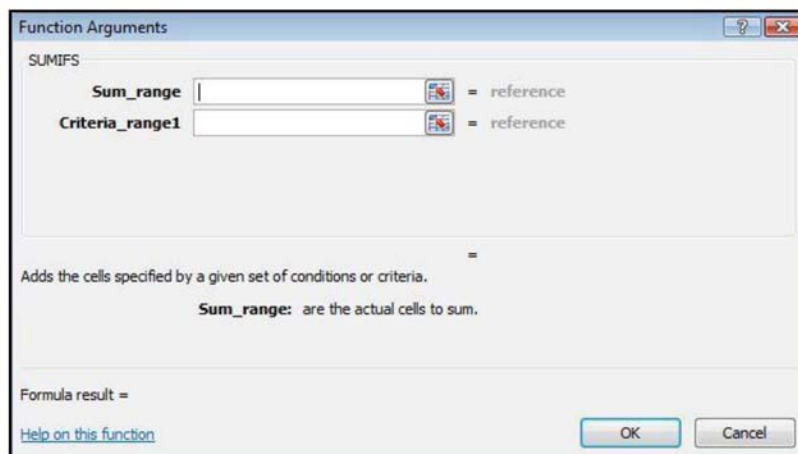 Function Arguments
SUMIFS
Sum_range = reference
Criteria_range1 = reference
=
Adds the cells specified by a given set of conditions or criteria.
Sum_range: are the actual cells to sum.
Formula result =
Help on this function OK Cancel